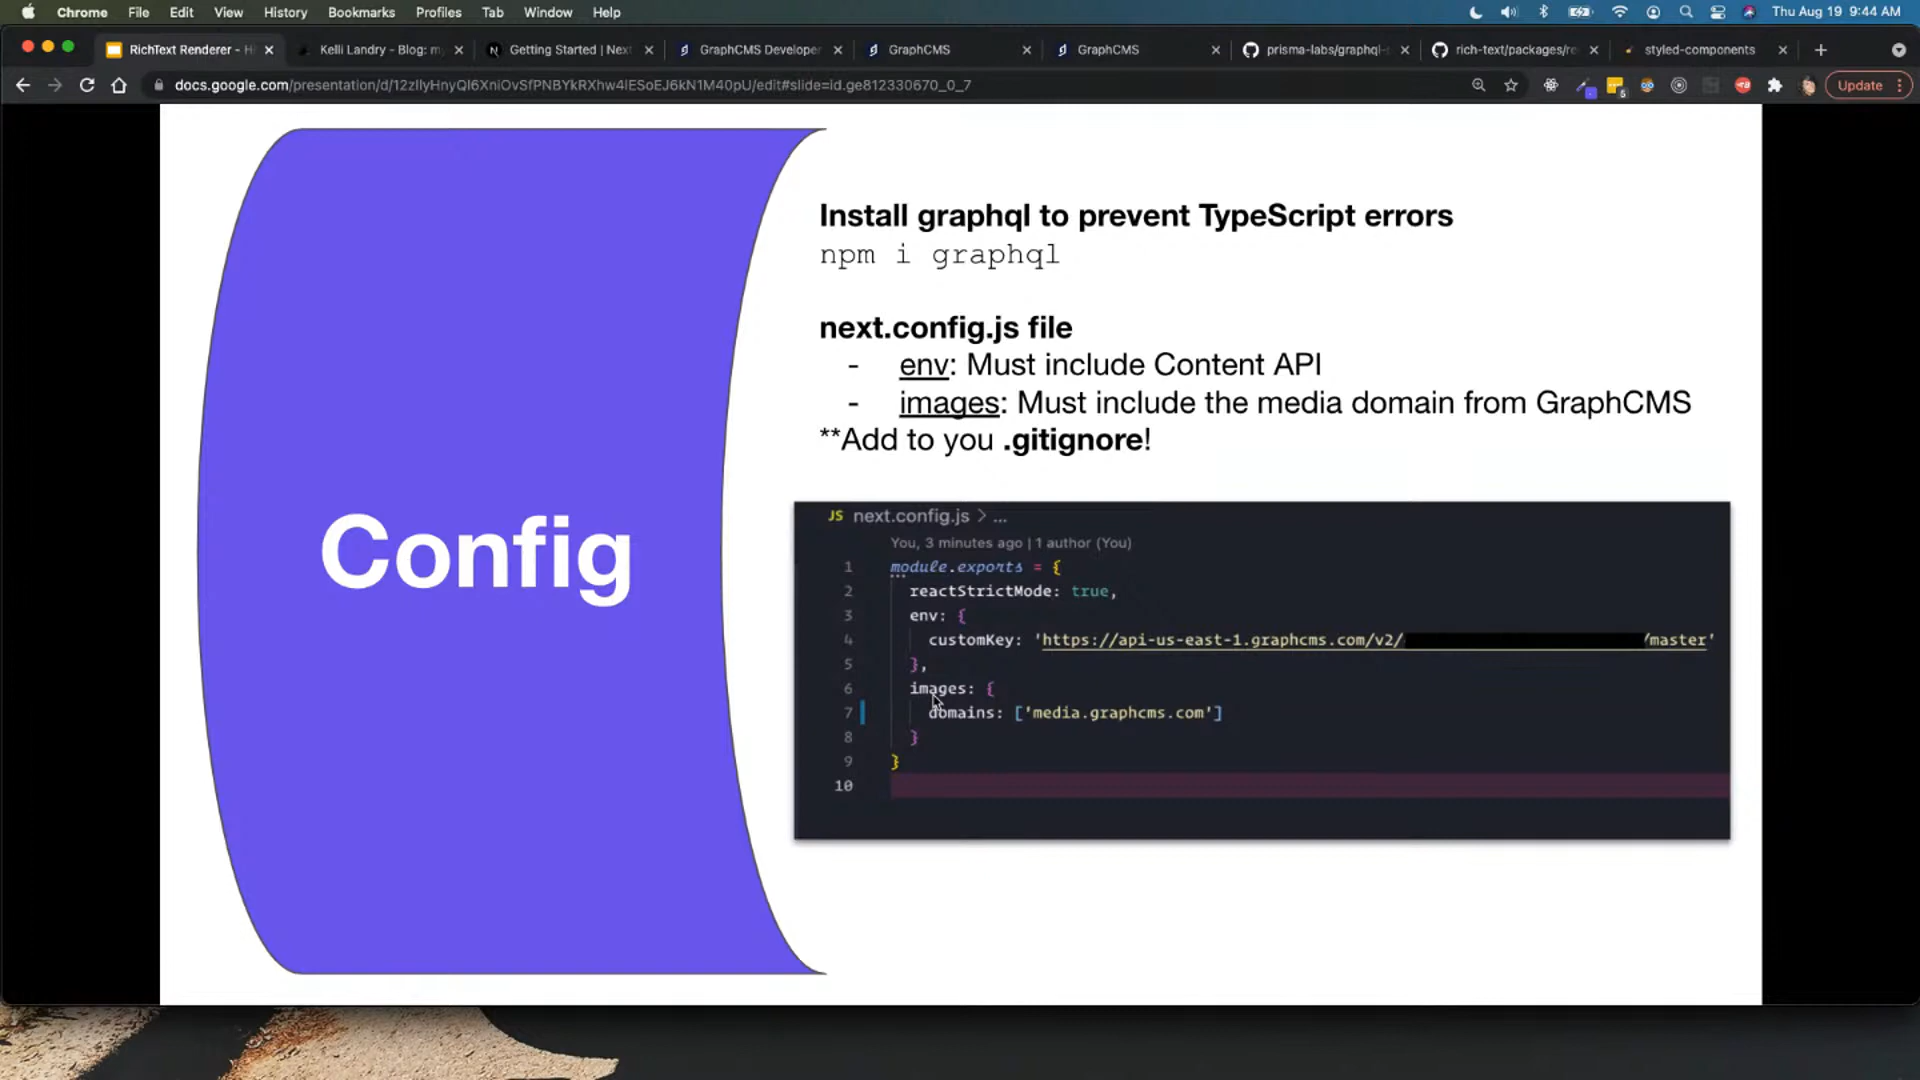 Chrome File Edit View History Bookmarks Profiles Tab Window Help Thu Aug 19 9:44 AM
RichText Renderer - H Kelli Landry - Blog: my Getting Started | Next GraphCMS Developer GraphCMS GraphCMS prisma-labs/graphql- rich-text/packages/re styled-components
docs.google.com/presentation/d/12zIlyHnyQl6XniOvSfPNBYkRXhw4lESoEJ6kN1M40pU/edit#slide=id.ge812330670_0_7 5 Update
Config
Install graphql to prevent TypeScript errors
npm i graphql
next.config.js file
- env: Must include Content API
- images: Must include the media domain from GraphCMS
**Add to you .gitignore!
JS next.config.js > ...
You, 3 minutes ago | 1 author (You)
1 module.exports = {
2 reactStrictMode: true,
3 env: {
4 customKey: 'https://api-us-east-1.graphcms.com/v2/ /master'
5 },
6 images: {
7 domains: ['media.graphcms.com']
8 }
9 }
10